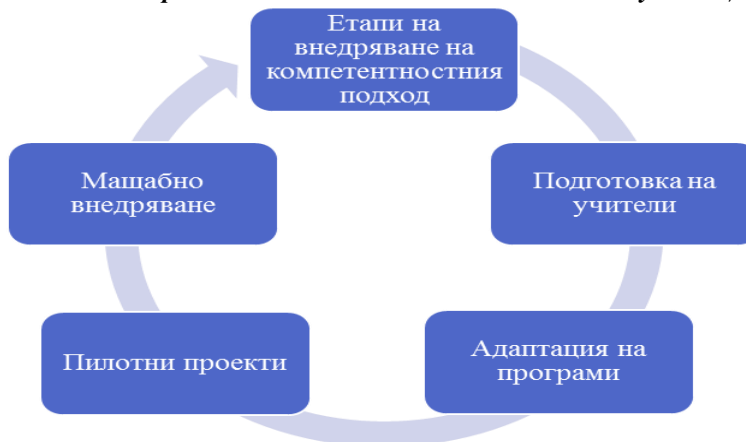 Етапи на
внедряване на
компетентностния
подход
Подготовка на
учители
Адаптация на
програми
Пилотни проекти
Мащабно
внедряване